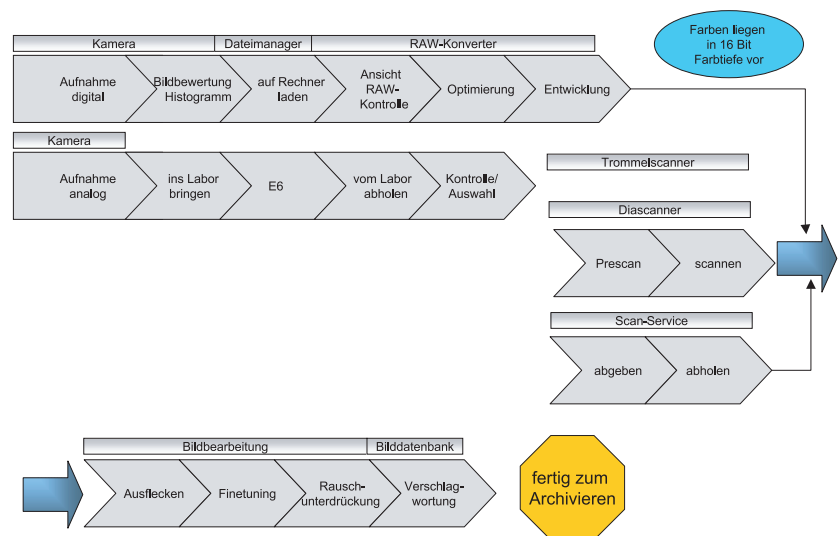 Kamera
Dateimanager
RAW-Konverter
Farben liegen
in 16 Bit
Farbtiefe vor
Aufnahme
digital
Bildbewertung
Histogramm
auf Rechner
laden
Ansicht
RAW-
Kontrolle
Optimierung
Entwicklung
Kamera
Aufnahme
analog
ins Labor
bringen
E6
vom Labor
abholen
Kontrolle/
Auswahl
Trommelscanner
Diascanner
Prescan
scannen
Scan-Service
abgeben
abholen
Bildbearbeitung
Bilddatenbank
Ausflecken
Finetuning
Rausch-
unterdrückung
Verschlag-
wortung
fertig zum
Archivieren